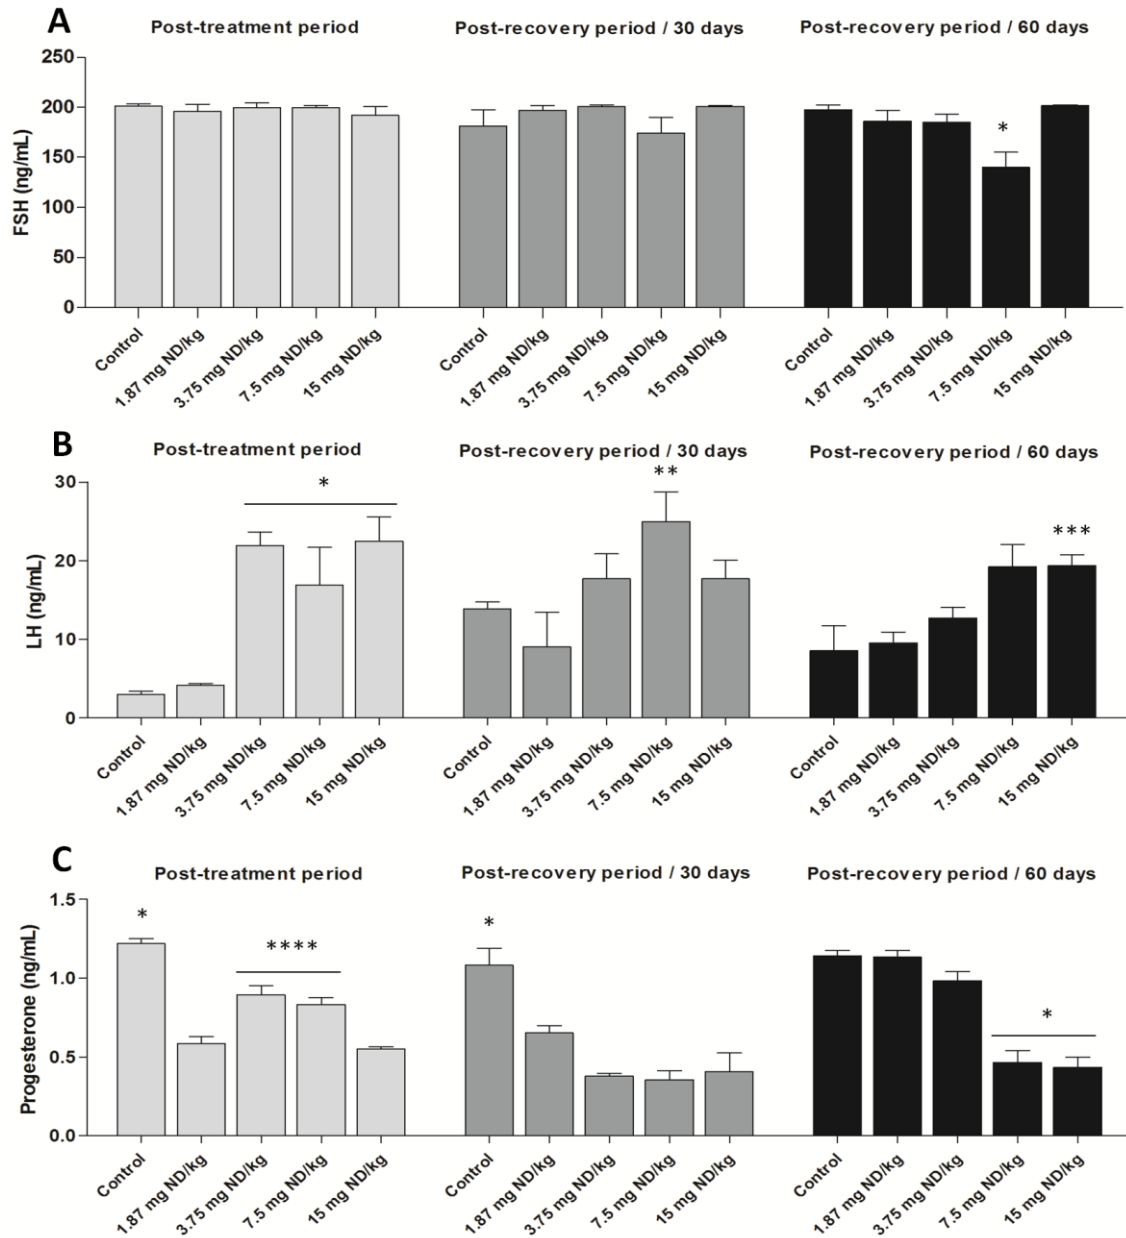 A
Post-treatment period
Post-recovery period / 30 days
Post-recovery period / 60 days
FSH (ng/mL)
250
200
150
100
50
0
*
Control
1.87 mg ND/kg
3.75 mg ND/kg
7.5 mg ND/kg
15 mg ND/kg
Control
1.87 mg ND/kg
3.75 mg ND/kg
7.5 mg ND/kg
15 mg ND/kg
Control
1.87 mg ND/kg
3.75 mg ND/kg
7.5 mg ND/kg
15 mg ND/kg
B
Post-treatment period
Post-recovery period / 30 days
Post-recovery period / 60 days
LH (ng/mL)
30
20
10
0
*
**
***
Control
1.87 mg ND/kg
3.75 mg ND/kg
7.5 mg ND/kg
15 mg ND/kg
Control
1.87 mg ND/kg
3.75 mg ND/kg
7.5 mg ND/kg
15 mg ND/kg
Control
1.87 mg ND/kg
3.75 mg ND/kg
7.5 mg ND/kg
15 mg ND/kg
C
Post-treatment period
Post-recovery period / 30 days
Post-recovery period / 60 days
Progesterone (ng/mL)
1.5
1.0
0.5
0.0
*
****
*
*
Control
1.87 mg ND/kg
3.75 mg ND/kg
7.5 mg ND/kg
15 mg ND/kg
Control
1.87 mg ND/kg
3.75 mg ND/kg
7.5 mg ND/kg
15 mg ND/kg
Control
1.87 mg ND/kg
3.75 mg ND/kg
7.5 mg ND/kg
15 mg ND/kg